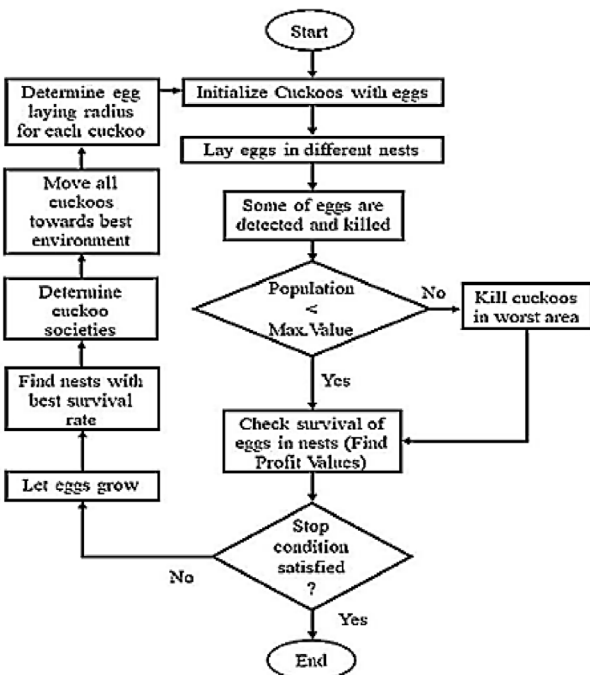 Start
Initialize Cuckoos with eggs
Lay eggs in different nests
Some of eggs are
detected and killed
Population
<
Max.Value
No
Kill cuckoos
in worst area
Yes
Check survival of
eggs in nests (Find
Profit Values)
Stop
condition
satisfied
?
No
Yes
End
Let eggs grow
Find nests with
best survival
rate
Determine
cuckoo
societies
Move all
cuckoos
towards best
environment
Determine egg
laying radius
for each cuckoo